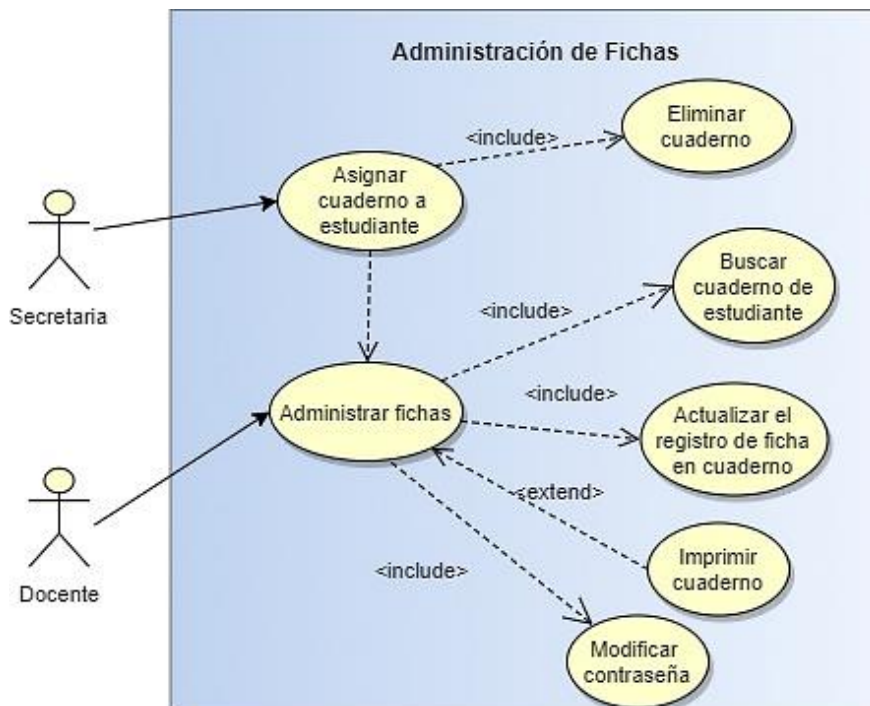 Administración de Fichas
Eliminar
cuaderno
<include>
Asignar
cuaderno a
estudiante
Secretaria
Buscar
cuaderno de
estudiante
<include>
Administrar fichas
<include>
Actualizar el
registro de ficha
en cuaderno
<extend>
Imprimir
cuaderno
<include>
Docente
Modificar
contraseña